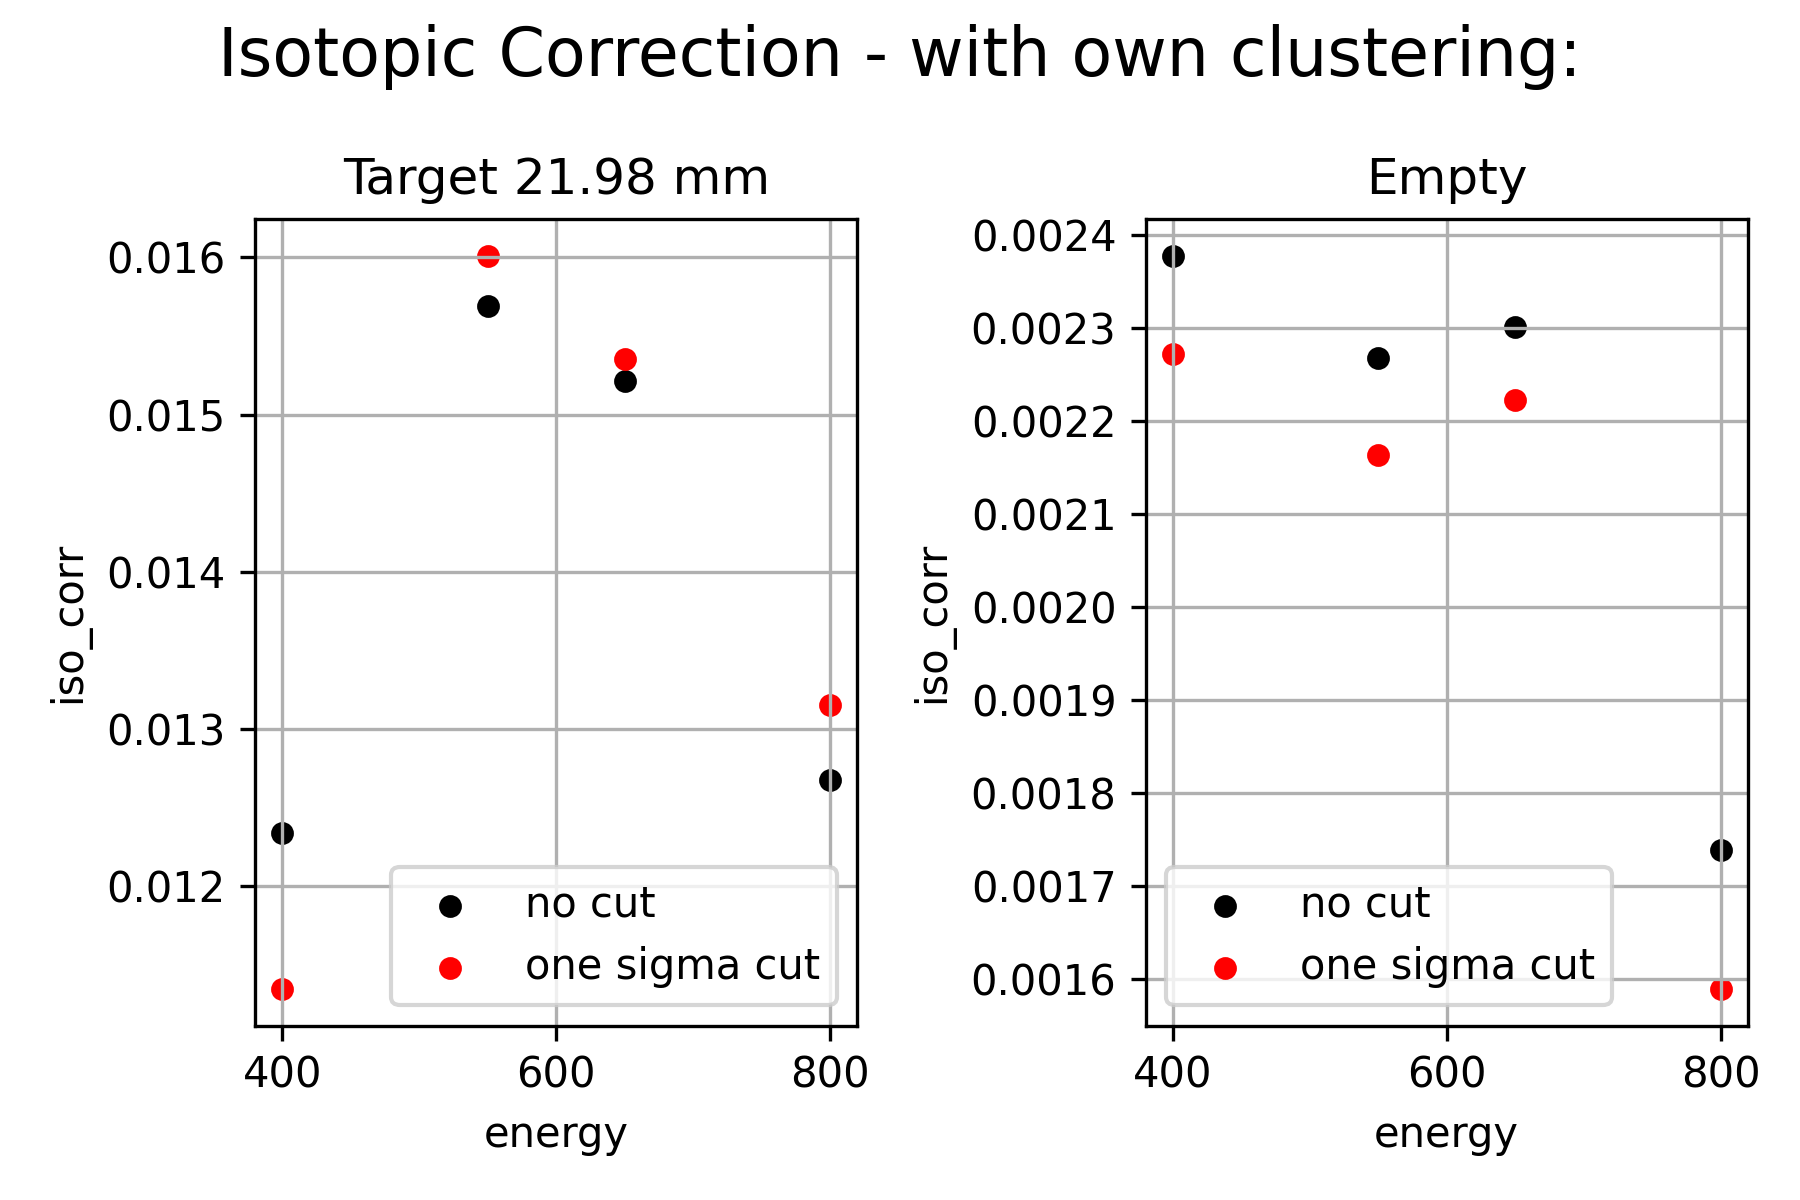 Isotopic Correction - with own clustering:
Target 21.98 mm
0.016
0.015
0.014
0.013
0.012
iso_corr
400 600 800
energy
no cut
one sigma cut
Empty
0.0024
0.0023
0.0022
0.0021
0.0020
0.0019
0.0018
0.0017
0.0016
iso_corr
400 600 800
energy
no cut
one sigma cut